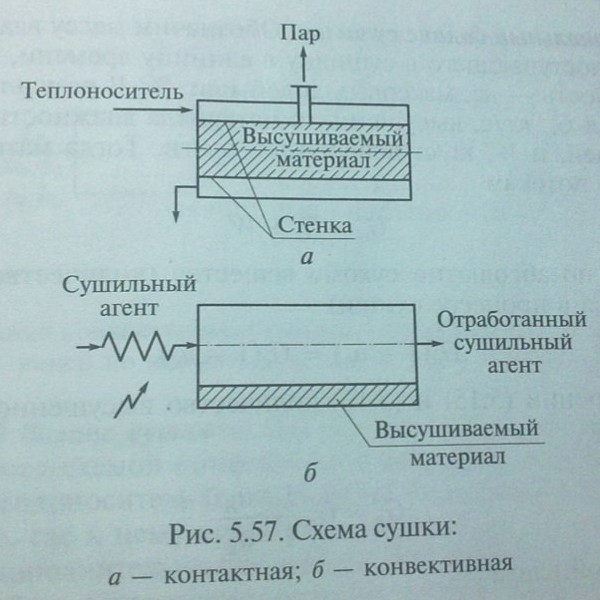 Пар
Теплоноситель
Высушиваемый
материал
Стенка
а
Сушильный
агент
Отработанный
сушильный
агент
Высушиваемый
материал
б
Рис. 5.57. Схема сушки:
а — контактная; б — конвективная